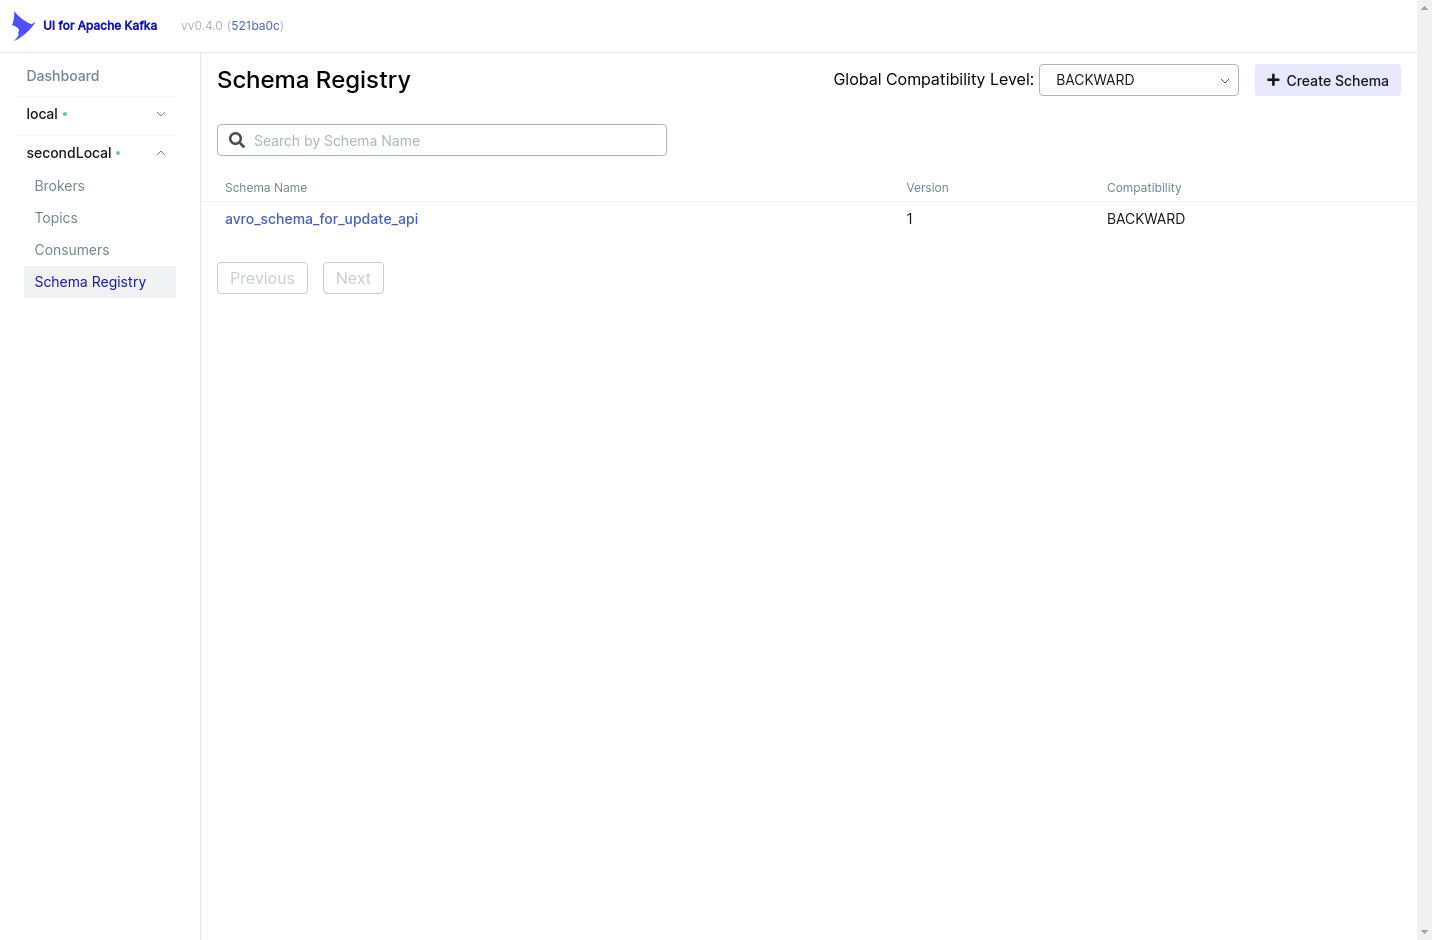 UI for Apache Kafka
vv0.4.0 (521ba0c)
Dashboard
local
secondLocal
Brokers
Topics
Consumers
Schema Registry
Schema Registry
Global Compatibility Level:
BACKWARD
Create Schema
Search by Schema Name
Schema Name Version Compatibility
avro_schema_for_update_api 1 BACKWARD
Previous Next